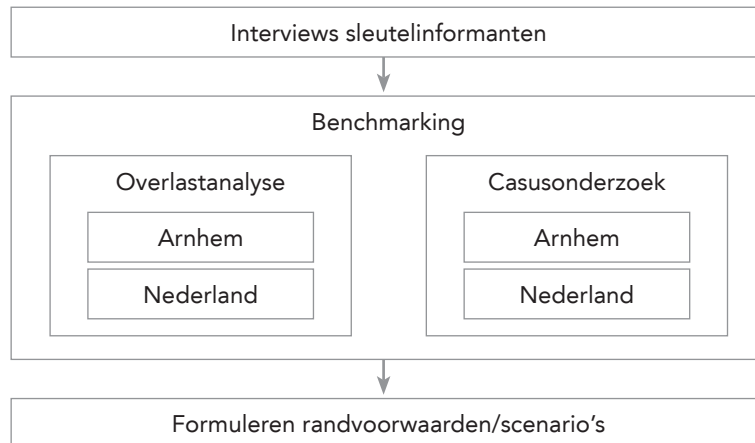 Interviews sleutelinformanten
Benchmarking
Overlastanalyse
Arnhem
Nederland
Casusonderzoek
Arnhem
Nederland
Formuleren randvoorwaarden/scenario’s